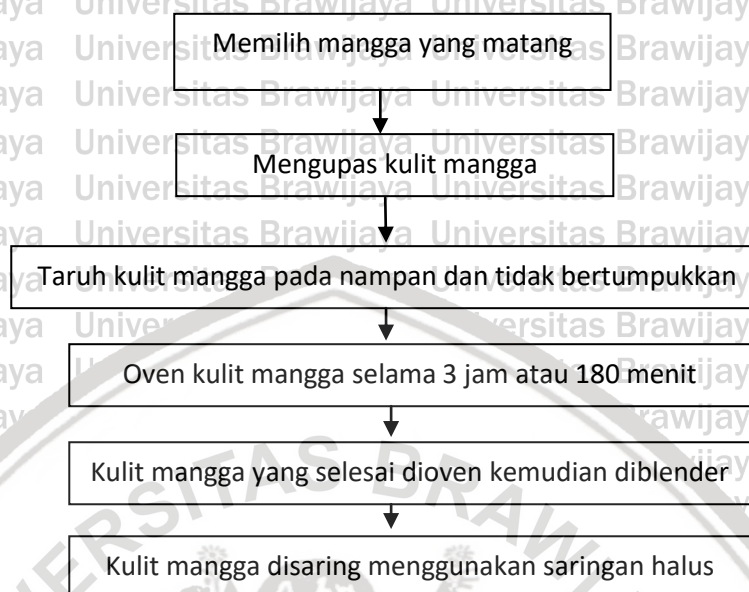 Memilih mangga yang matang
Mengupas kulit mangga
Taruh kulit mangga pada nampan dan tidak bertumpukkan
Oven kulit mangga selama 3 jam atau 180 menit
Kulit mangga yang selesai dioven kemudian diblender
Kulit mangga disaring menggunakan saringan halus